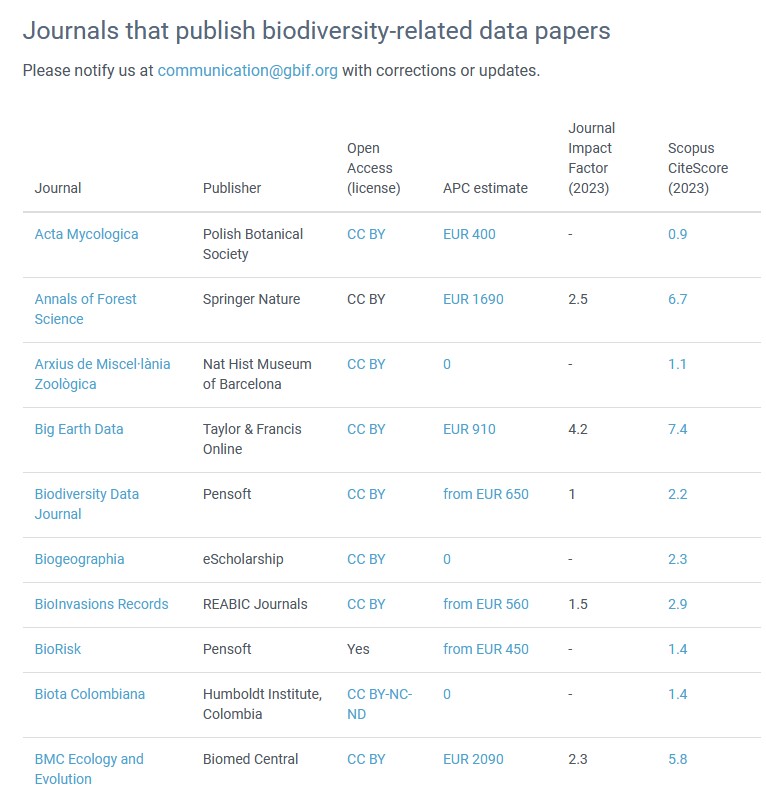 Journals that publish biodiversity-related data papers
Please notify us at communication@gbif.org with corrections or updates.
Journal Publisher Open Access (license) APC estimate Journal Impact Factor (2023) Scopus CiteScore (2023)
Acta Mycologica Polish Botanical Society CC BY EUR 400 - 0.9
Annals of Forest Science Springer Nature CC BY EUR 1690 2.5 6.7
Arxius de Miscel·lània Zoològica Nat Hist Museum of Barcelona CC BY 0 - 1.1
Big Earth Data Taylor & Francis Online CC BY EUR 910 4.2 7.4
Biodiversity Data Journal Pensoft CC BY from EUR 650 1 2.2
Biogeographia eScholarship CC BY 0 - 2.3
BioInvasions Records REABIC Journals CC BY from EUR 560 1.5 2.9
BioRisk Pensoft Yes from EUR 450 - 1.4
Biota Colombiana Humboldt Institute, Colombia CC BY-NC-ND 0 - 1.4
BMC Ecology and Evolution Biomed Central CC BY EUR 2090 2.3 5.8